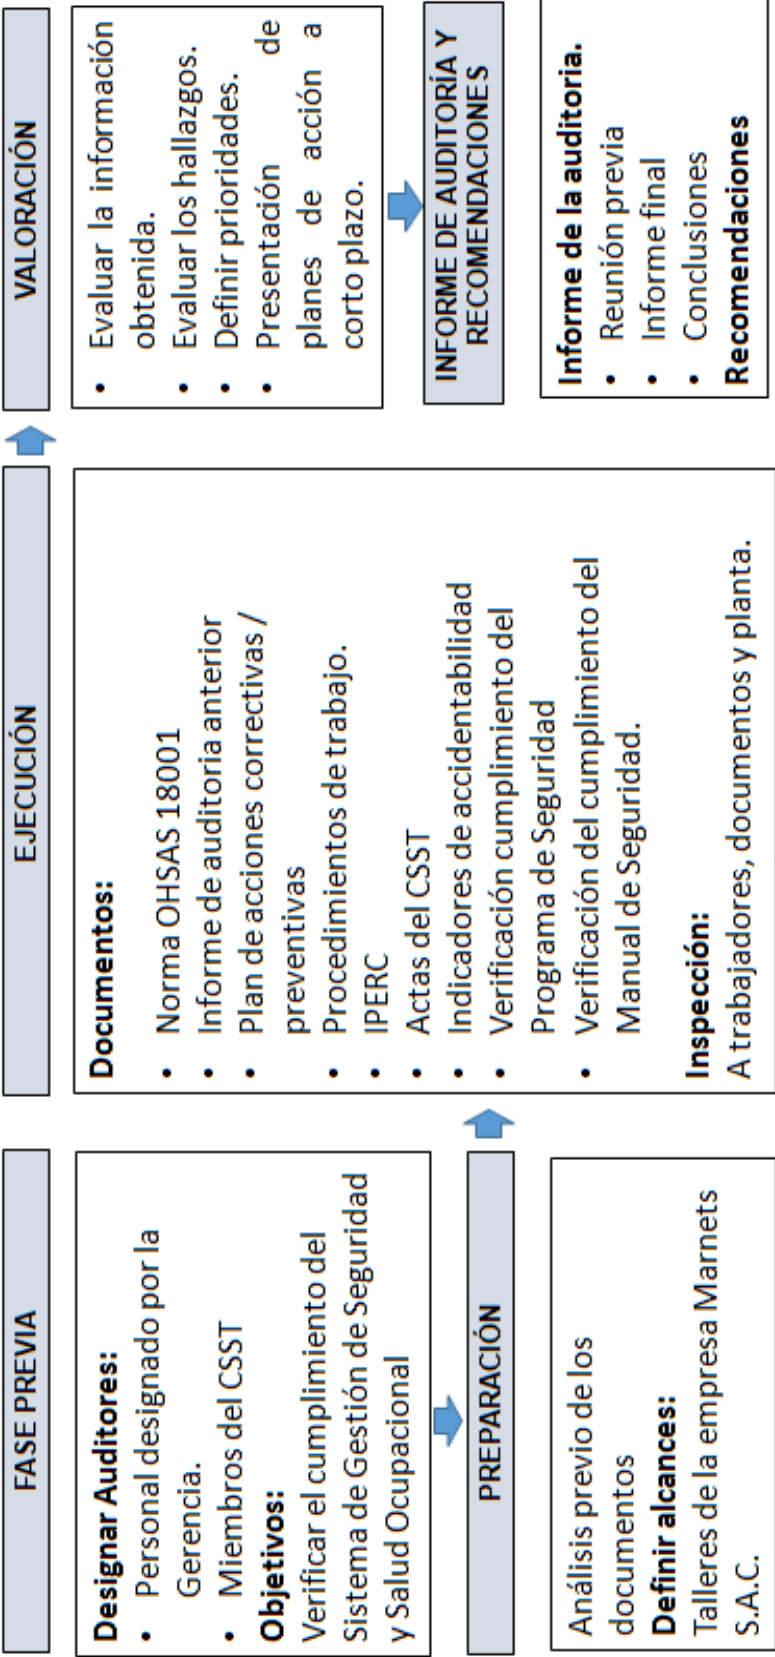 FASE PREVIA
Designar Auditores:
• Personal designado por la
Gerencia.
• Miembros del CSST
Objetivos:
Verificar el cumplimiento del
Sistema de Gestión de Seguridad
y Salud Ocupacional
PREPARACIÓN
Análisis previo de los
documentos
Definir alcances:
Talleres de la empresa Marnets
S.A.C.
EJECUCIÓN
Documentos:
• Norma OHSAS 18001
• Informe de auditoria anterior
• Plan de acciones correctivas /
preventivas
• Procedimientos de trabajo.
• IPERC
• Actas del CSST
• Indicadores de accidentabilidad
• Verificación cumplimiento del
Programa de Seguridad
• Verificación del cumplimiento del
Manual de Seguridad.
Inspección:
A trabajadores, documentos y planta.
VALORACIÓN
• Evaluar la información
obtenida.
• Evaluar los hallazgos.
• Definir prioridades.
• Presentación de
planes de acción a
corto plazo.
INFORME DE AUDITORÍA Y
RECOMENDACIONES
Informe de la auditoria.
• Reunión previa
• Informe final
• Conclusiones
Recomendaciones